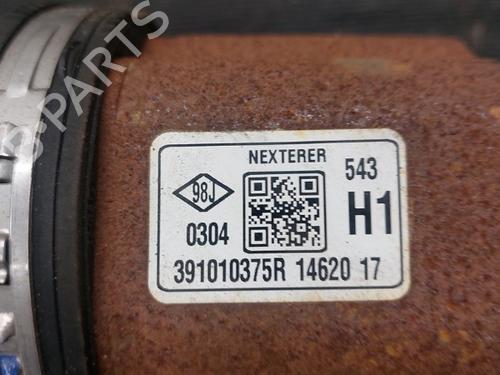 B PARTS
NEXTERER
98J
543
0304
H1
391010375R 14620 17